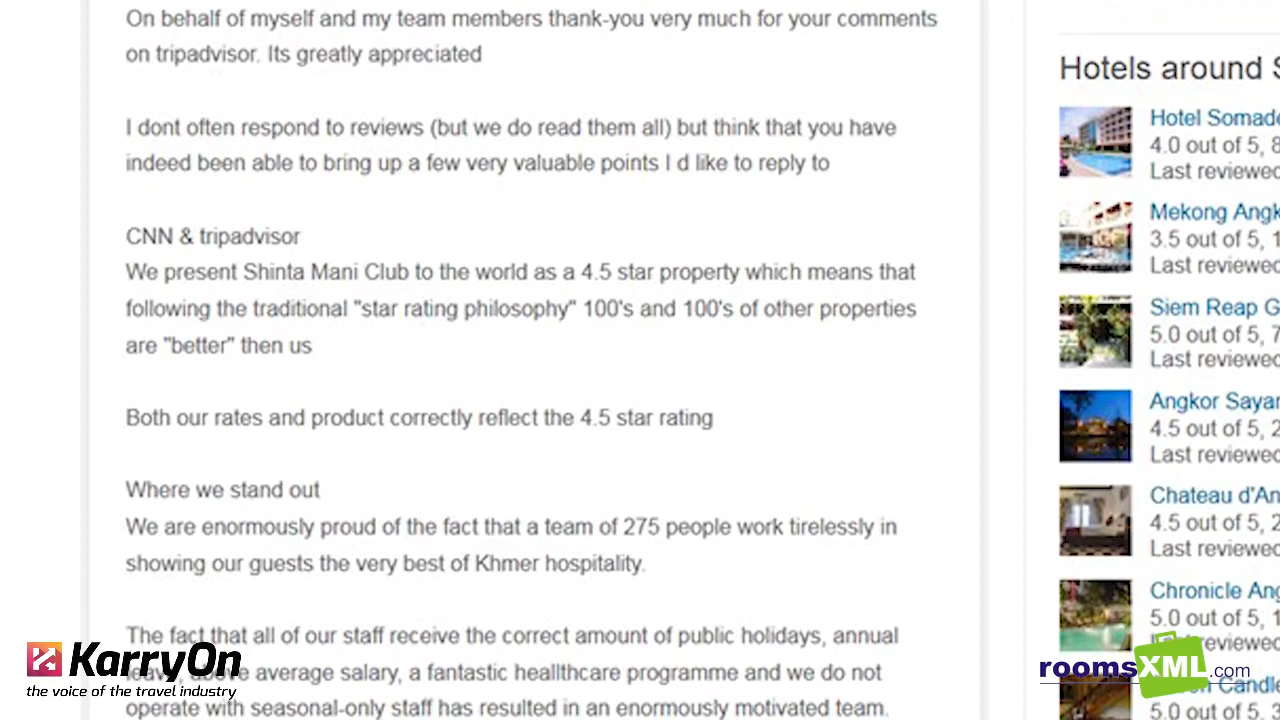 On behalf of myself and my team members thank-you very much for your comments
on tripadvisor. Its greatly appreciated
I dont often respond to reviews (but we do read them all) but think that you have
indeed been able to bring up a few very valuable points I d like to reply to
CNN & tripadvisor
We present Shinta Mani Club to the world as a 4.5 star property which means that
following the traditional "star rating philosophy" 100's and 100's of other properties
are "better" then us
Both our rates and product correctly reflect the 4.5 star rating
Where we stand out
We are enormously proud of the fact that a team of 275 people work tirelessly in
showing our guests the very best of Khmer hospitality.
The fact that all of our staff receive the correct amount of public holidays, annual
average salary, a fantastic heallthcare programme and we do not
operate with seasonal-only staff has resulted in an enormously motivated team.
Hotels around S
Hotel Somade
4.0 out of 5, 8
Last reviewed
Mekong Angk
3.5 out of 5, 1
Last reviewed
Siem Reap G
5.0 out of 5, 7
Last reviewed
Angkor Sayan
4.5 out of 5, 2
Last reviewed
Chateau d'An
4.5 out of 5, 2
Last reviewed
Chronicle Ang
5.0 out of 5, 1
reviewed
Candle
5.0 out of 5, 3
KarryOn
the voice of the travel industry
roomsXML.com